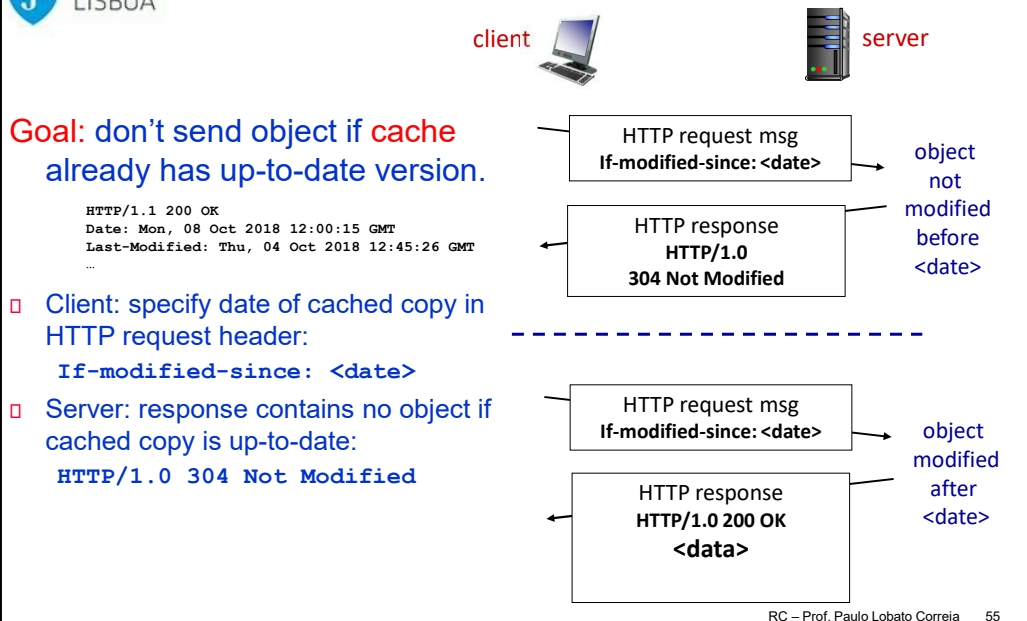 LISBOA
client
server
Goal: don't send object if cache
already has up-to-date version.
HTTP/1.1 200 OK
Date: Mon, 08 Oct 2018 12:00:15 GMT
Last-Modified: Thu, 04 Oct 2018 12:45:26 GMT
…
Client: specify date of cached copy in
HTTP request header:
If-modified-since: <date>
Server: response contains no object if
cached copy is up-to-date:
HTTP/1.0 304 Not Modified
HTTP request msg
If-modified-since: <date>
object
not
modified
before
<date>
HTTP response
HTTP/1.0
304 Not Modified
HTTP request msg
If-modified-since: <date>
object
modified
after
<date>
HTTP response
HTTP/1.0 200 OK
<data>
RC – Prof. Paulo Lobato Correia 55